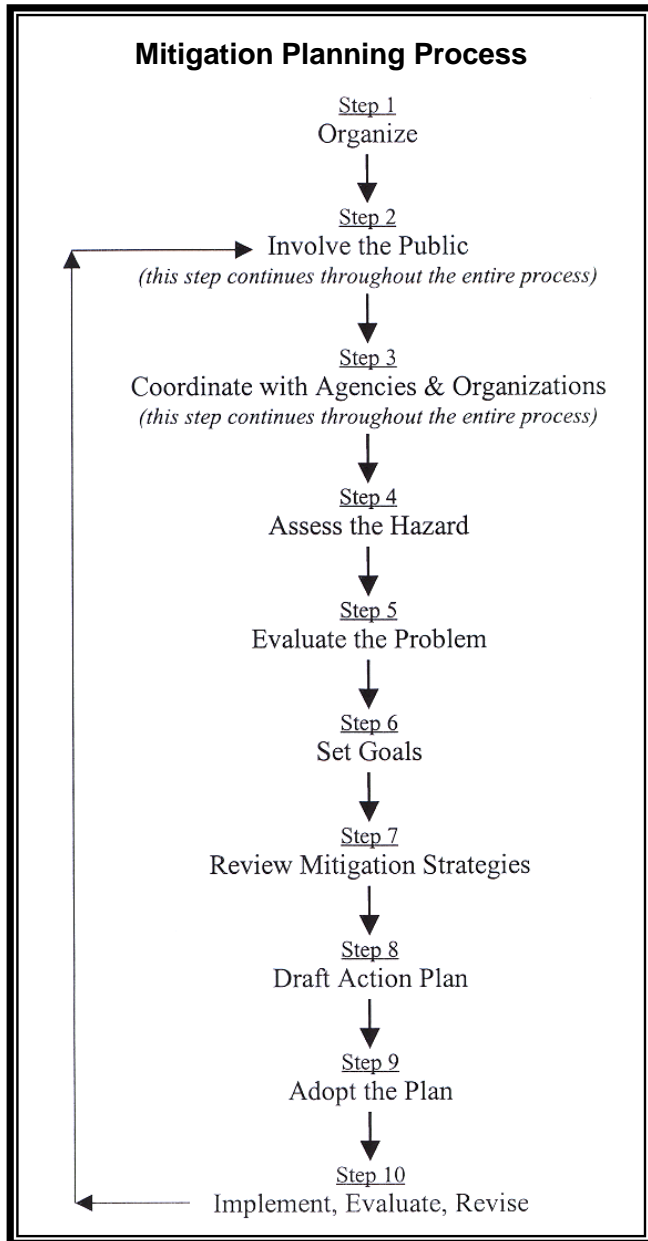 Mitigation Planning Process
Step 1
Organize
Step 2
Involve the Public
(this step continues throughout the entire process)
Step 3
Coordinate with Agencies & Organizations
(this step continues throughout the entire process)
Step 4
Assess the Hazard
Step 5
Evaluate the Problem
Step 6
Set Goals
Step 7
Review Mitigation Strategies
Step 8
Draft Action Plan
Step 9
Adopt the Plan
Step 10
Implement, Evaluate, Revise